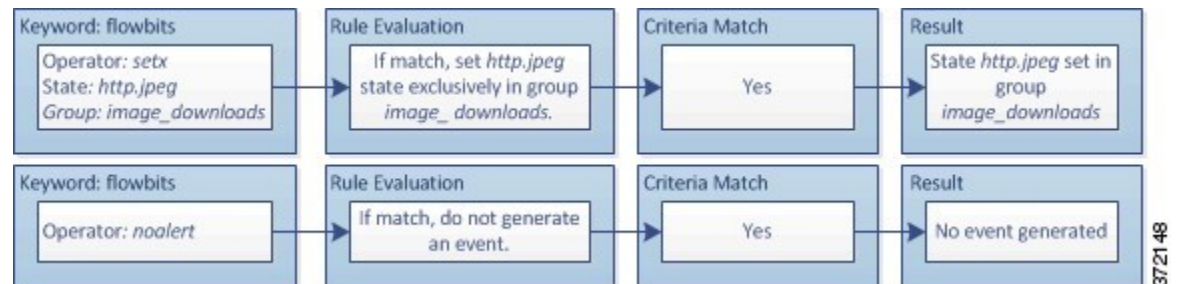 Keyword: flowbits
Operator: setx
State: http.jpeg
Group: image_downloads
Rule Evaluation
If match, set http.jpeg
state exclusively in group
image_ downloads.
Criteria Match
Yes
Result
State http.jpeg set in
group
image_downloads
Keyword: flowbits
Operator: noalert
Rule Evaluation
If match, do not generate
an event.
Criteria Match
Yes
Result
No event generated
372148